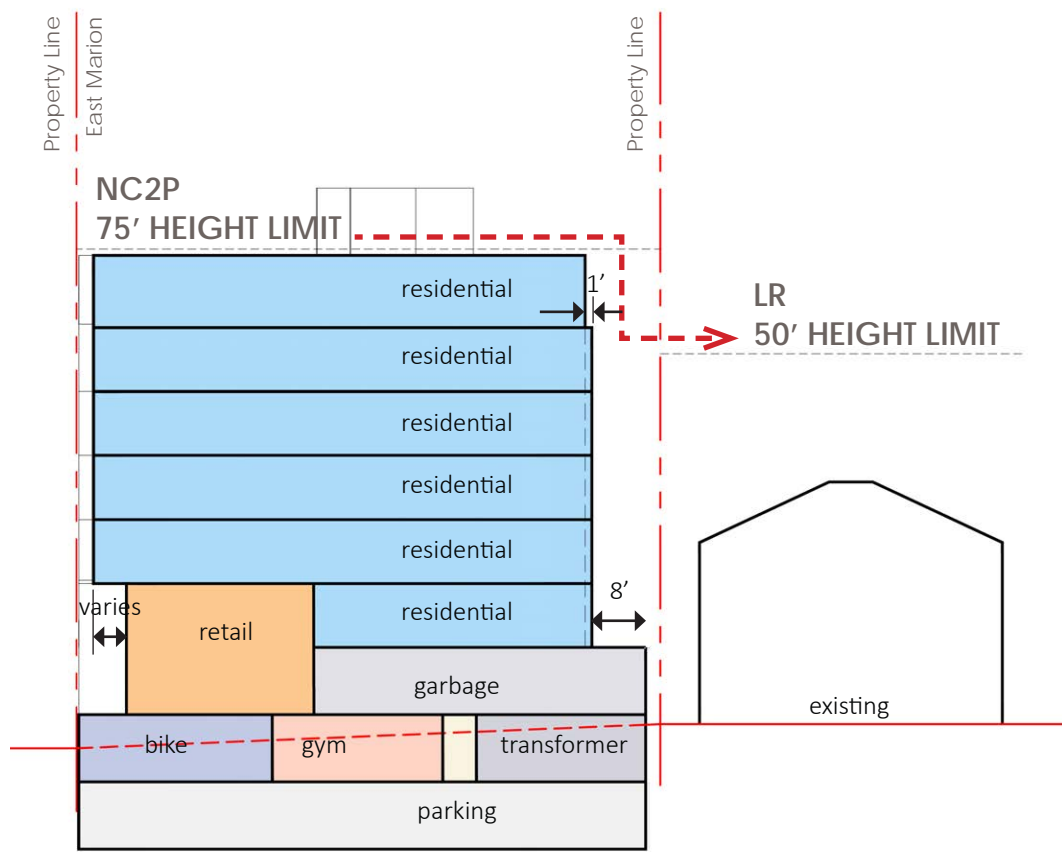 Property Line
East Marion
Property Line
NC2P
75’ HEIGHT LIMIT
residential
1’
LR
50’ HEIGHT LIMIT
residential
residential
residential
residential
varies
retail
residential
8’
garbage
existing
bike
gym
transformer
parking